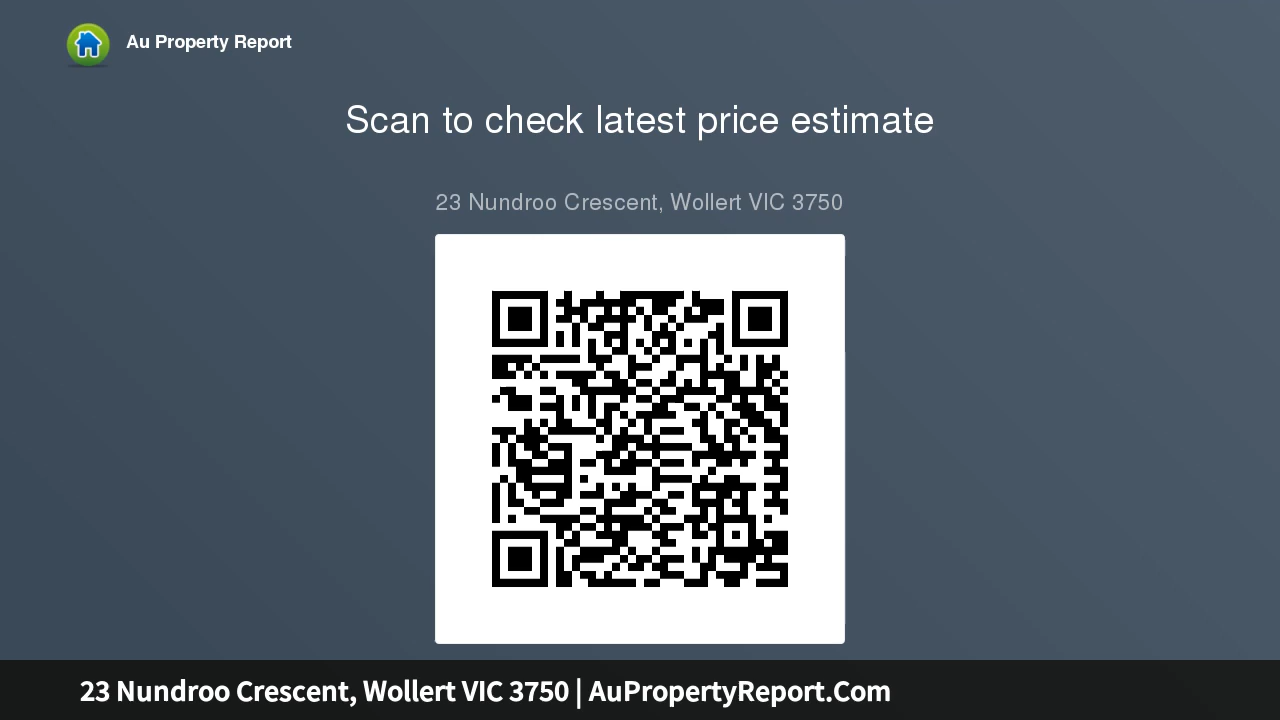 Au Property Report
Scan to check latest price estimate
23 Nundroo Crescent, Wollert VIC 3750
23 Nundroo Crescent, Wollert VIC 3750 | AuPropertyReport.Com